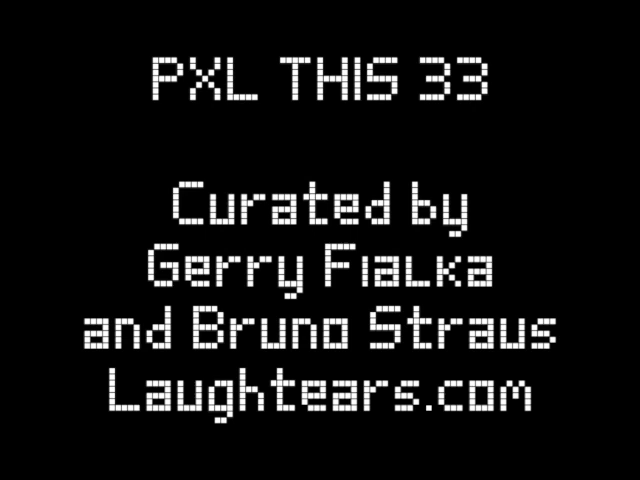 PXL THIS 33
Curated by
Gerry Fialka
and Bruno Straus
Laughtears.com